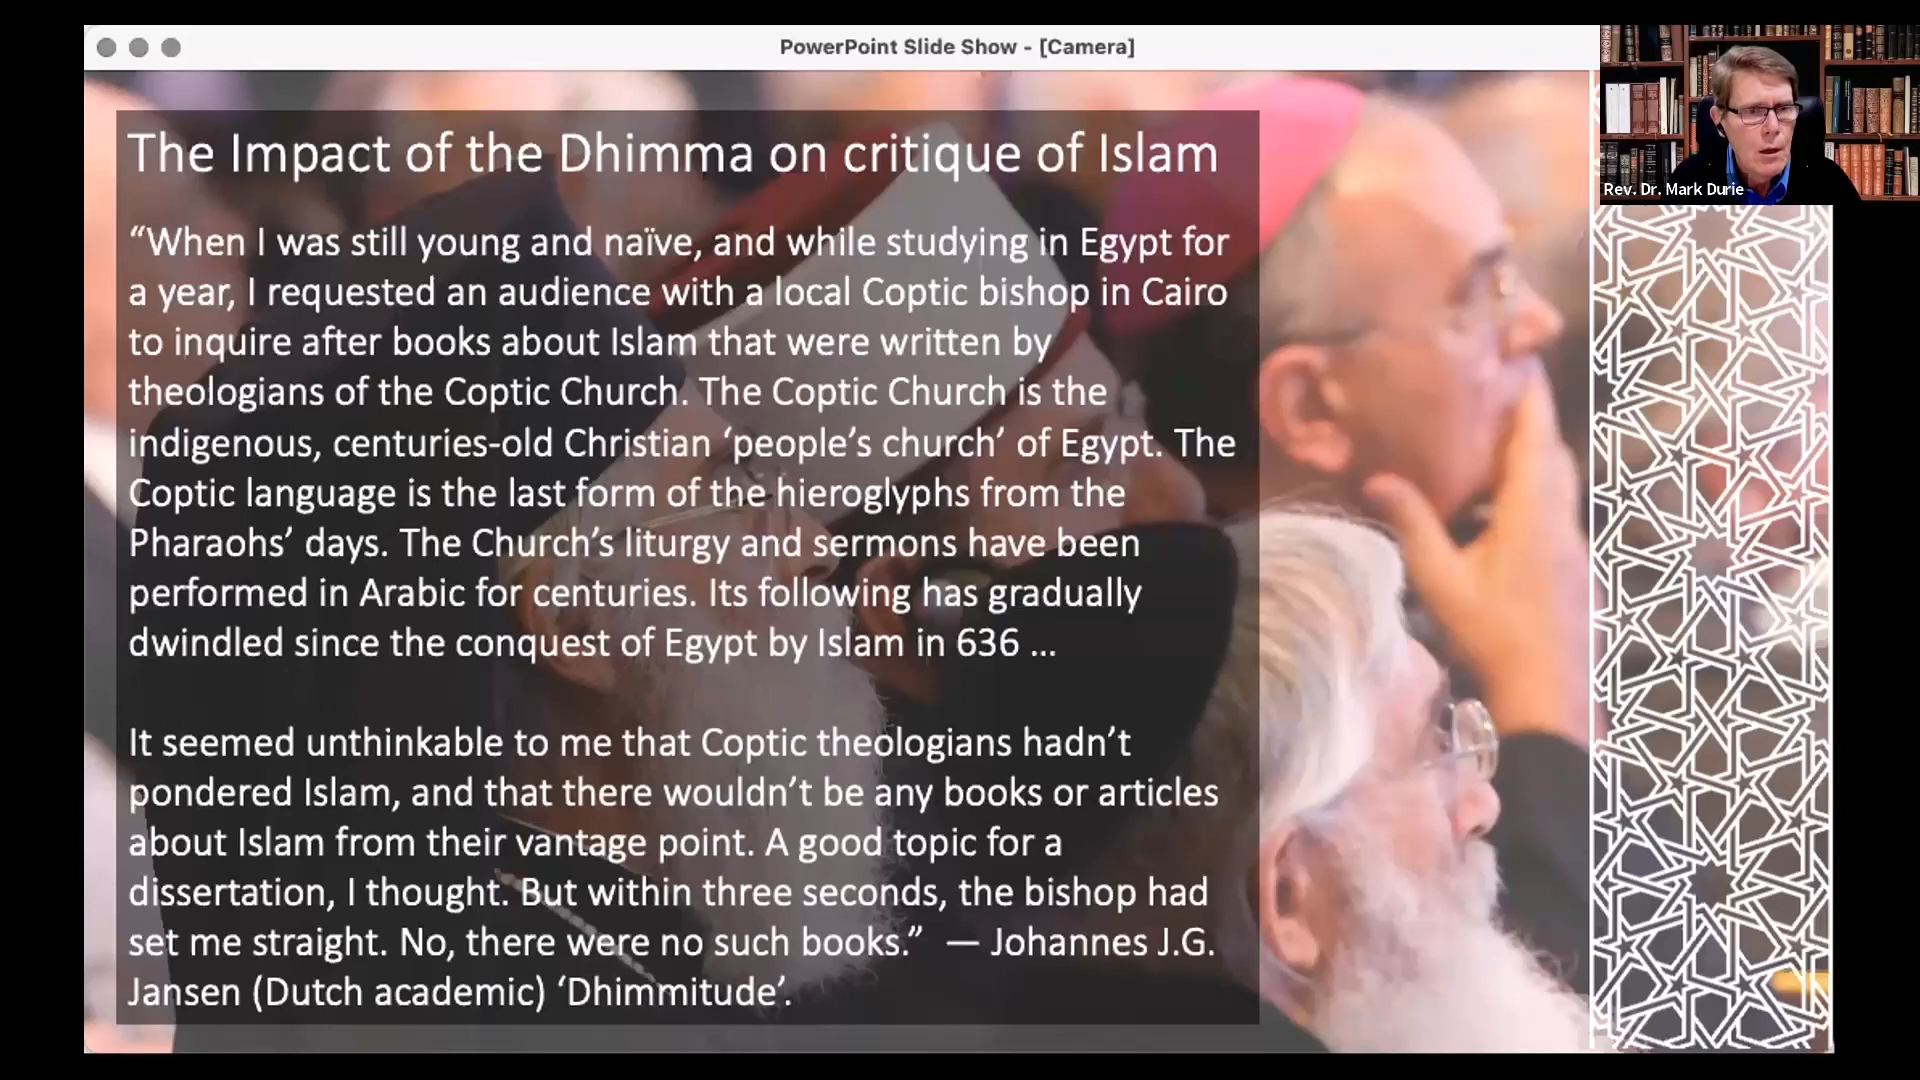 PowerPoint Slide Show - [Camera]
Rev. Dr. Mark Durie
The Impact of the Dhimma on critique of Islam
“When I was still young and naïve, and while studying in Egypt for
a year, I requested an audience with a local Coptic bishop in Cairo
to inquire after books about Islam that were written by
theologians of the Coptic Church. The Coptic Church is the
indigenous, centuries-old Christian ‘people’s church’ of Egypt. The
Coptic language is the last form of the hieroglyphs from the
Pharaohs’ days. The Church’s liturgy and sermons have been
performed in Arabic for centuries. Its following has gradually
dwindled since the conquest of Egypt by Islam in 636 ...
It seemed unthinkable to me that Coptic theologians hadn’t
pondered Islam, and that there wouldn’t be any books or articles
about Islam from their vantage point. A good topic for a
dissertation, I thought. But within three seconds, the bishop had
set me straight. No, there were no such books.” — Johannes J.G.
Jansen (Dutch academic) ‘Dhimmitude’.